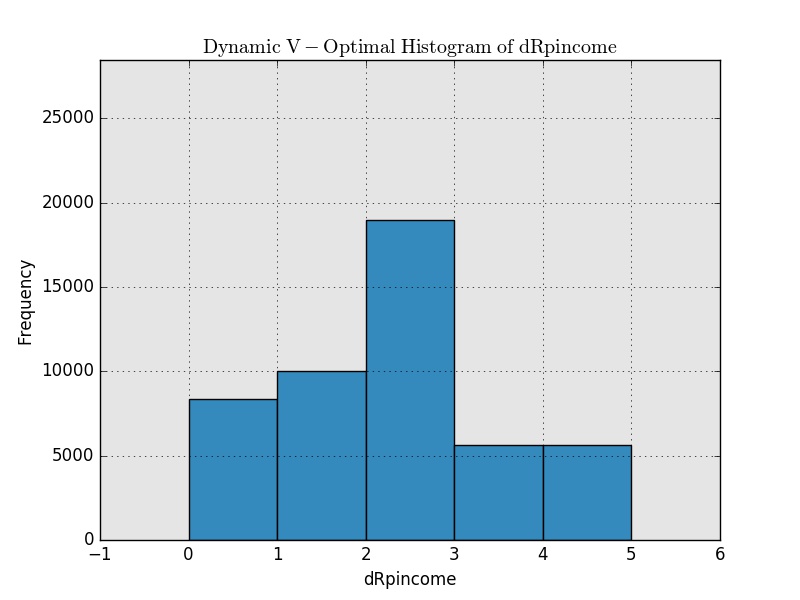 Dynamic V − Optimal Histogram of dRpincome
25000
20000
15000
10000
5000
0
Frequency
−1 0 1 2 3 4 5 6
dRpincome